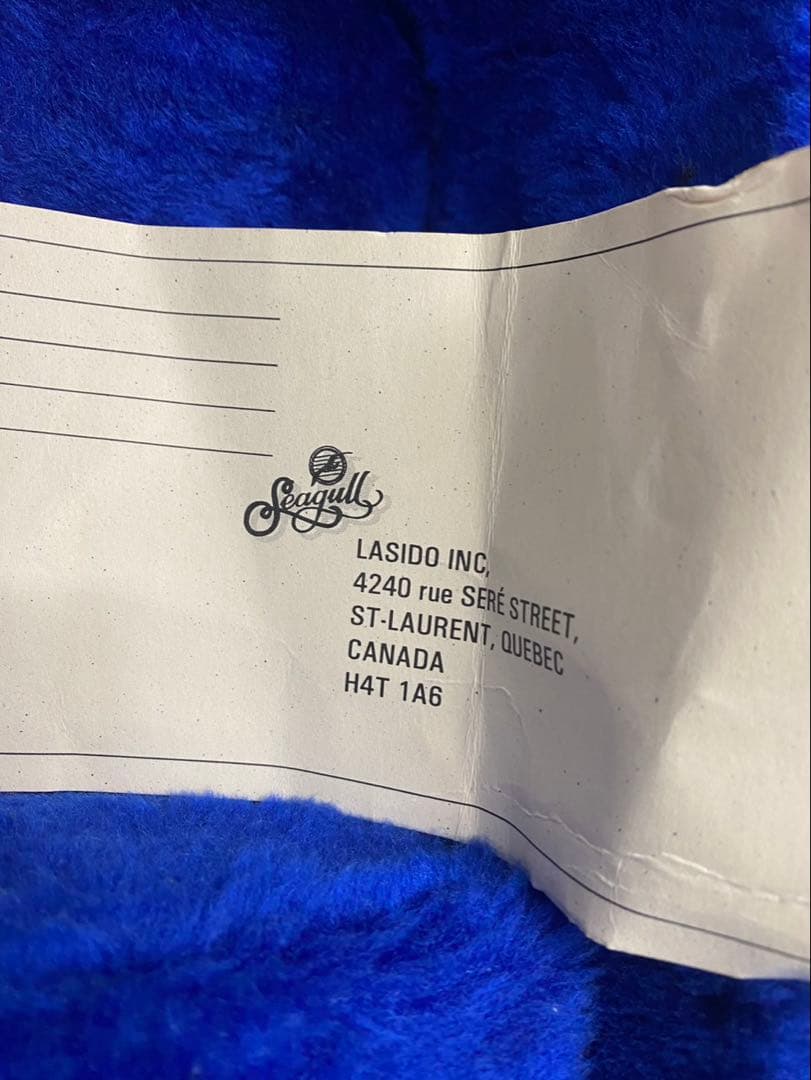 Seagull
LASIDO INC,
4240 rue SERÉ STREET,
ST-LAURENT, QUEBEC
CANADA
H4T 1A6